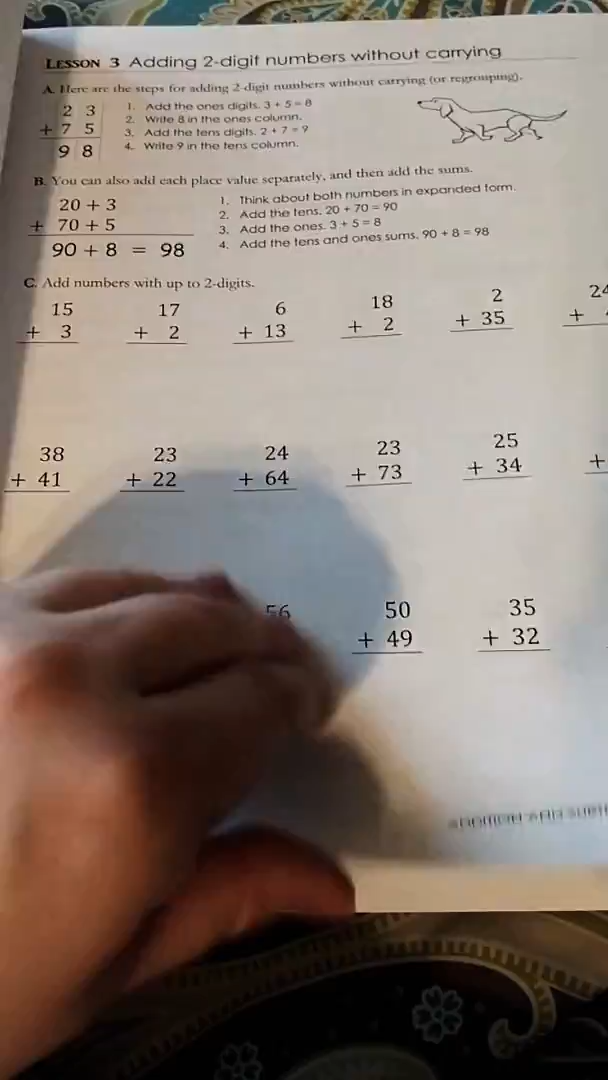 LESSON 3 Adding 2-digit numbers without carrying
A. Here are the steps for adding 2-digit numbers without carrying (or regrouping).
2 3
+ 7 5
9 8
1. Add the ones digits. 3 + 5 = 8
2. Write 8 in the ones column.
3. Add the tens digits. 2 + 7 = 9
4. Write 9 in the tens column.
B. You can also add each place value separately, and then add the sums.
20 + 3
+ 70 + 5
90 + 8 = 98
1. Think about both numbers in expanded form.
2. Add the tens. 20 + 70 = 90
3. Add the ones. 3 + 5 = 8
4. Add the tens and ones sums. 90 + 8 = 98
C. Add numbers with up to 2-digits.
15 17 6 18 2 24
+ 3 + 2 + 13 + 2 + 35 +
38 23 24 23 25
+ 41 + 22 + 64 + 73 + 34 +
56 50 35
+ 49 + 32
ADDITION AND